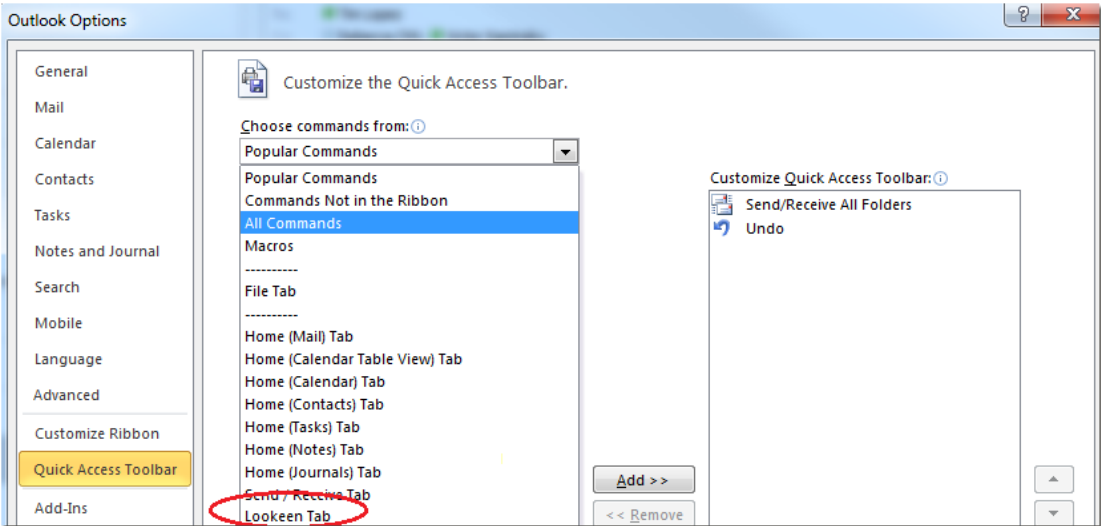 Outlook Options
General
Mail
Calendar
Contacts
Tasks
Notes and Journal
Search
Mobile
Language
Advanced
Customize Ribbon
Quick Access Toolbar
Add-Ins
Customize the Quick Access Toolbar.
Choose commands from:
Popular Commands
Popular Commands
Commands Not in the Ribbon
All Commands
Macros
----------
File Tab
----------
Home (Mail) Tab
Home (Calendar Table View) Tab
Home (Calendar) Tab
Home (Contacts) Tab
Home (Tasks) Tab
Home (Notes) Tab
Home (Journals) Tab
Send / Receive Tab
Lookeen Tab
Add >>
<< Remove
Customize Quick Access Toolbar:
Send/Receive All Folders
Undo